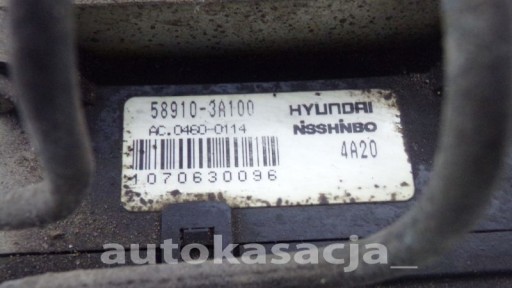 58910-3A100 HYUNDAI
AC.0460-0114 NISSHINBO
4A20
1070630096
autokasacja_